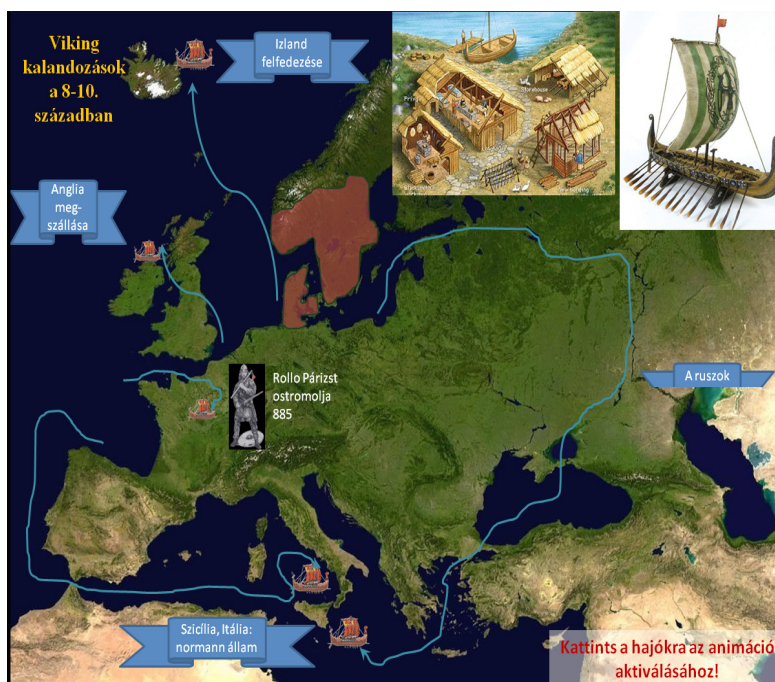 Viking
kalandozások
a 8-10.
században
Izland
felfedezése
Anglia
meg-
szállása
Storehouse
Rollo Párizst
ostromolja
885
A ruszok
Szicília, Itália:
normann állam
Kattints a hajókra az animáció
aktiválásához!